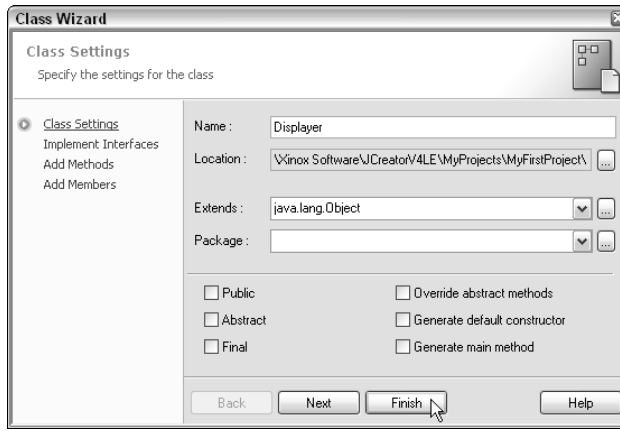 Class Wizard
Class Settings
Specify the settings for the class
Class Settings
Implement Interfaces
Add Methods
Add Members
Name : Displayer
Location : \Xinox Software\JCreatorV4LE\MyProjects\MyFirstProject\ ...
Extends : java.lang.Object ...
Package : ...
Public
Override abstract methods
Abstract
Generate default constructor
Final
Generate main method
Back Next Finish Help